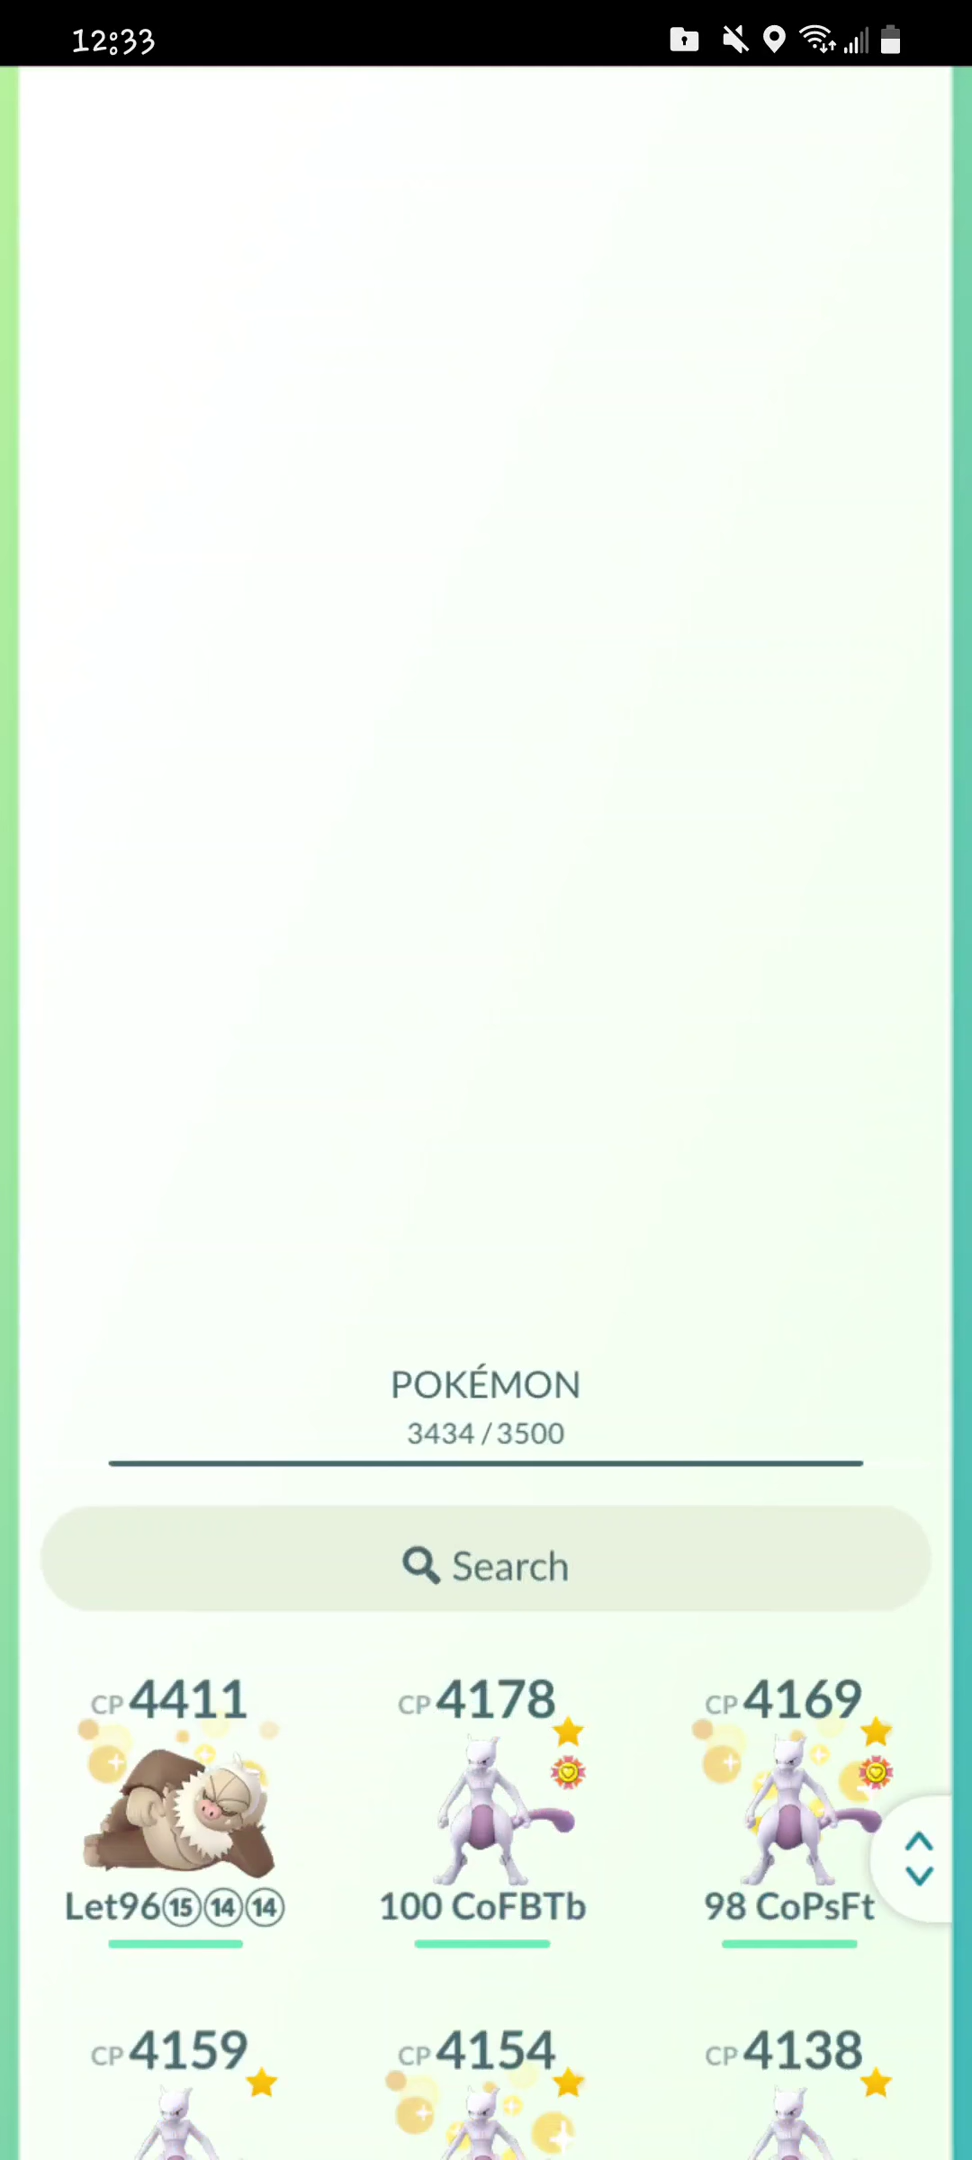 12:33
POKÉMON
3434 / 3500
Search
CP 4411
CP 4178
CP 4169
Let96⑮⑭⑭
100 CoFBTb
98 CoPsFt
CP 4159
CP 4154
CP 4138